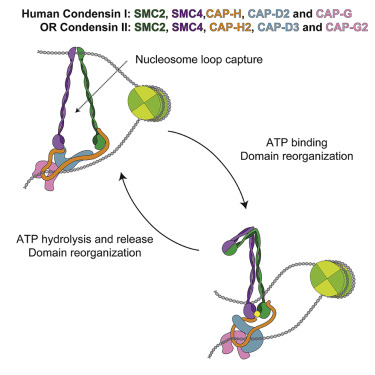 Human Condensin I: SMC2, SMC4,CAP-H, CAP-D2 and CAP-G
OR Condensin II: SMC2, SMC4, CAP-H2, CAP-D3 and CAP-G2
Nucleosome loop capture
ATP binding
Domain reorganization
ATP hydrolysis and release
Domain reorganization